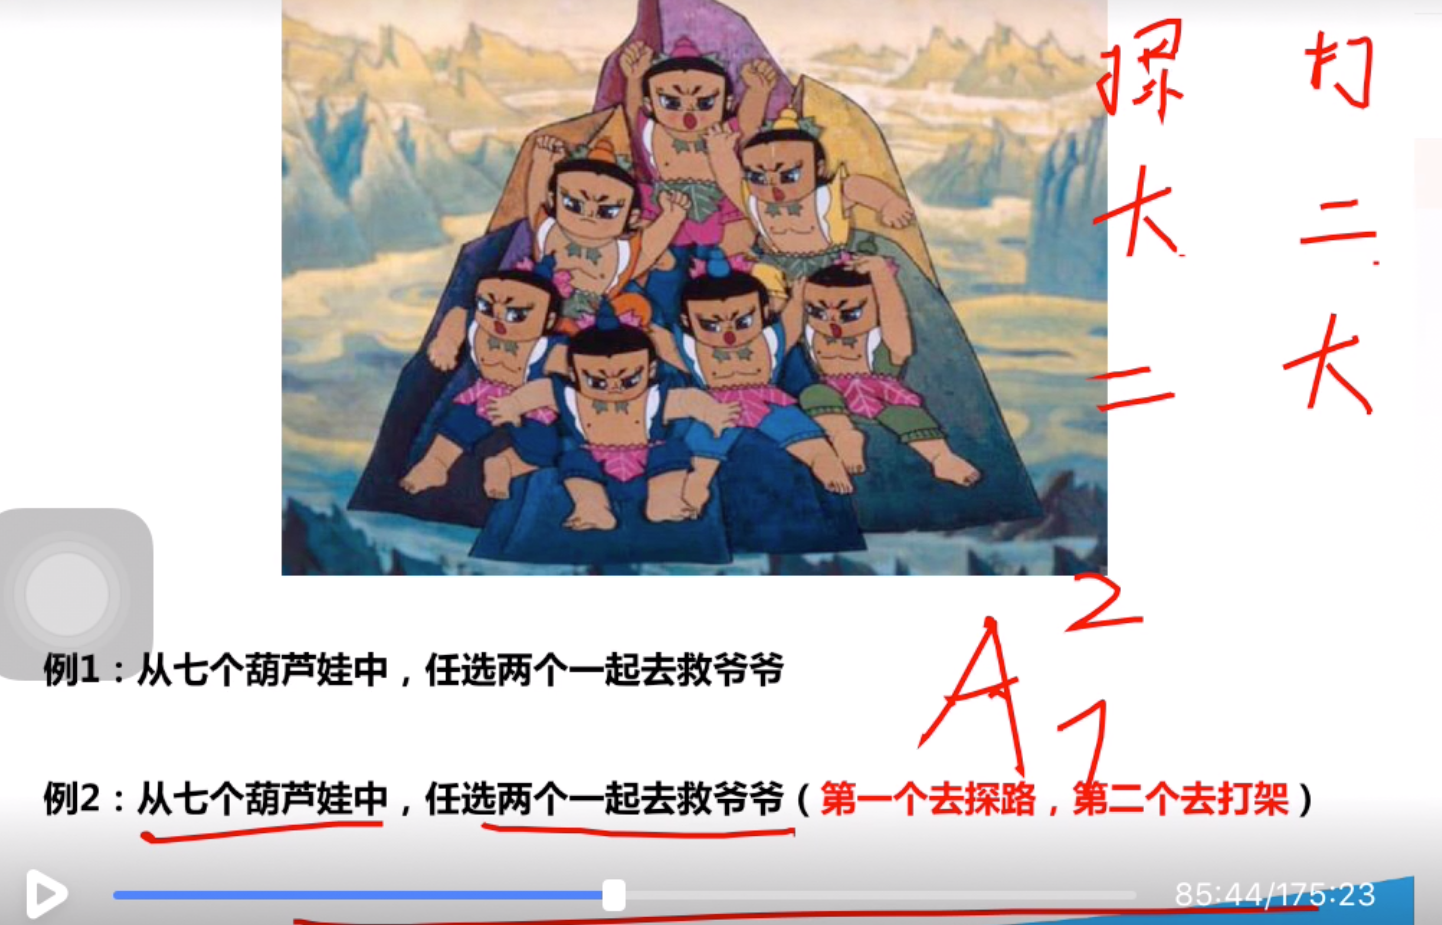 探 打
大 二
二 大
A 2 7
例1：从七个葫芦娃中，任选两个一起去救爷爷
例2：从七个葫芦娃中，任选两个一起去救爷爷（第一个去探路，第二个去打架）
85:44/175:23